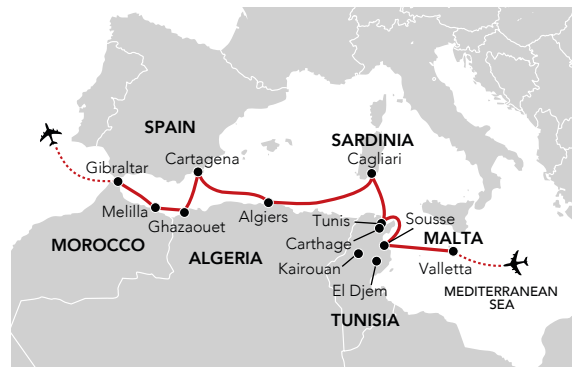 SPAIN
SARDINIA
Cartagena
Cagliari
Gibraltar
Melilla
Ghazaouet
Algiers
Tunis
Sousse
MOROCCO
ALGERIA
Carthage
MALTA
Kairouan
Valletta
El Djem
MEDITERRANEAN
SEA
TUNISIA